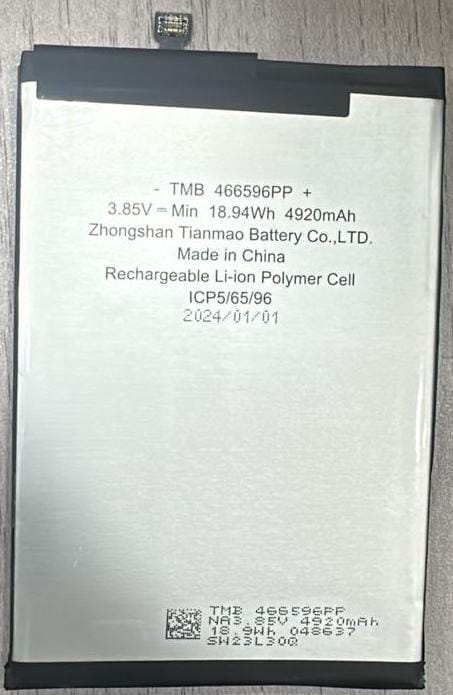 - TMB 466596PP +
3.85V ⎓ Min 18.94Wh 4920mAh
Zhongshan Tianmao Battery Co.,LTD.
Made in China
Rechargeable Li-ion Polymer Cell
ICP5/65/96
2024/01/01
TMB 466596PP
NA3.85V 4920mAh
18.9Wh 048637
SW23L30Q